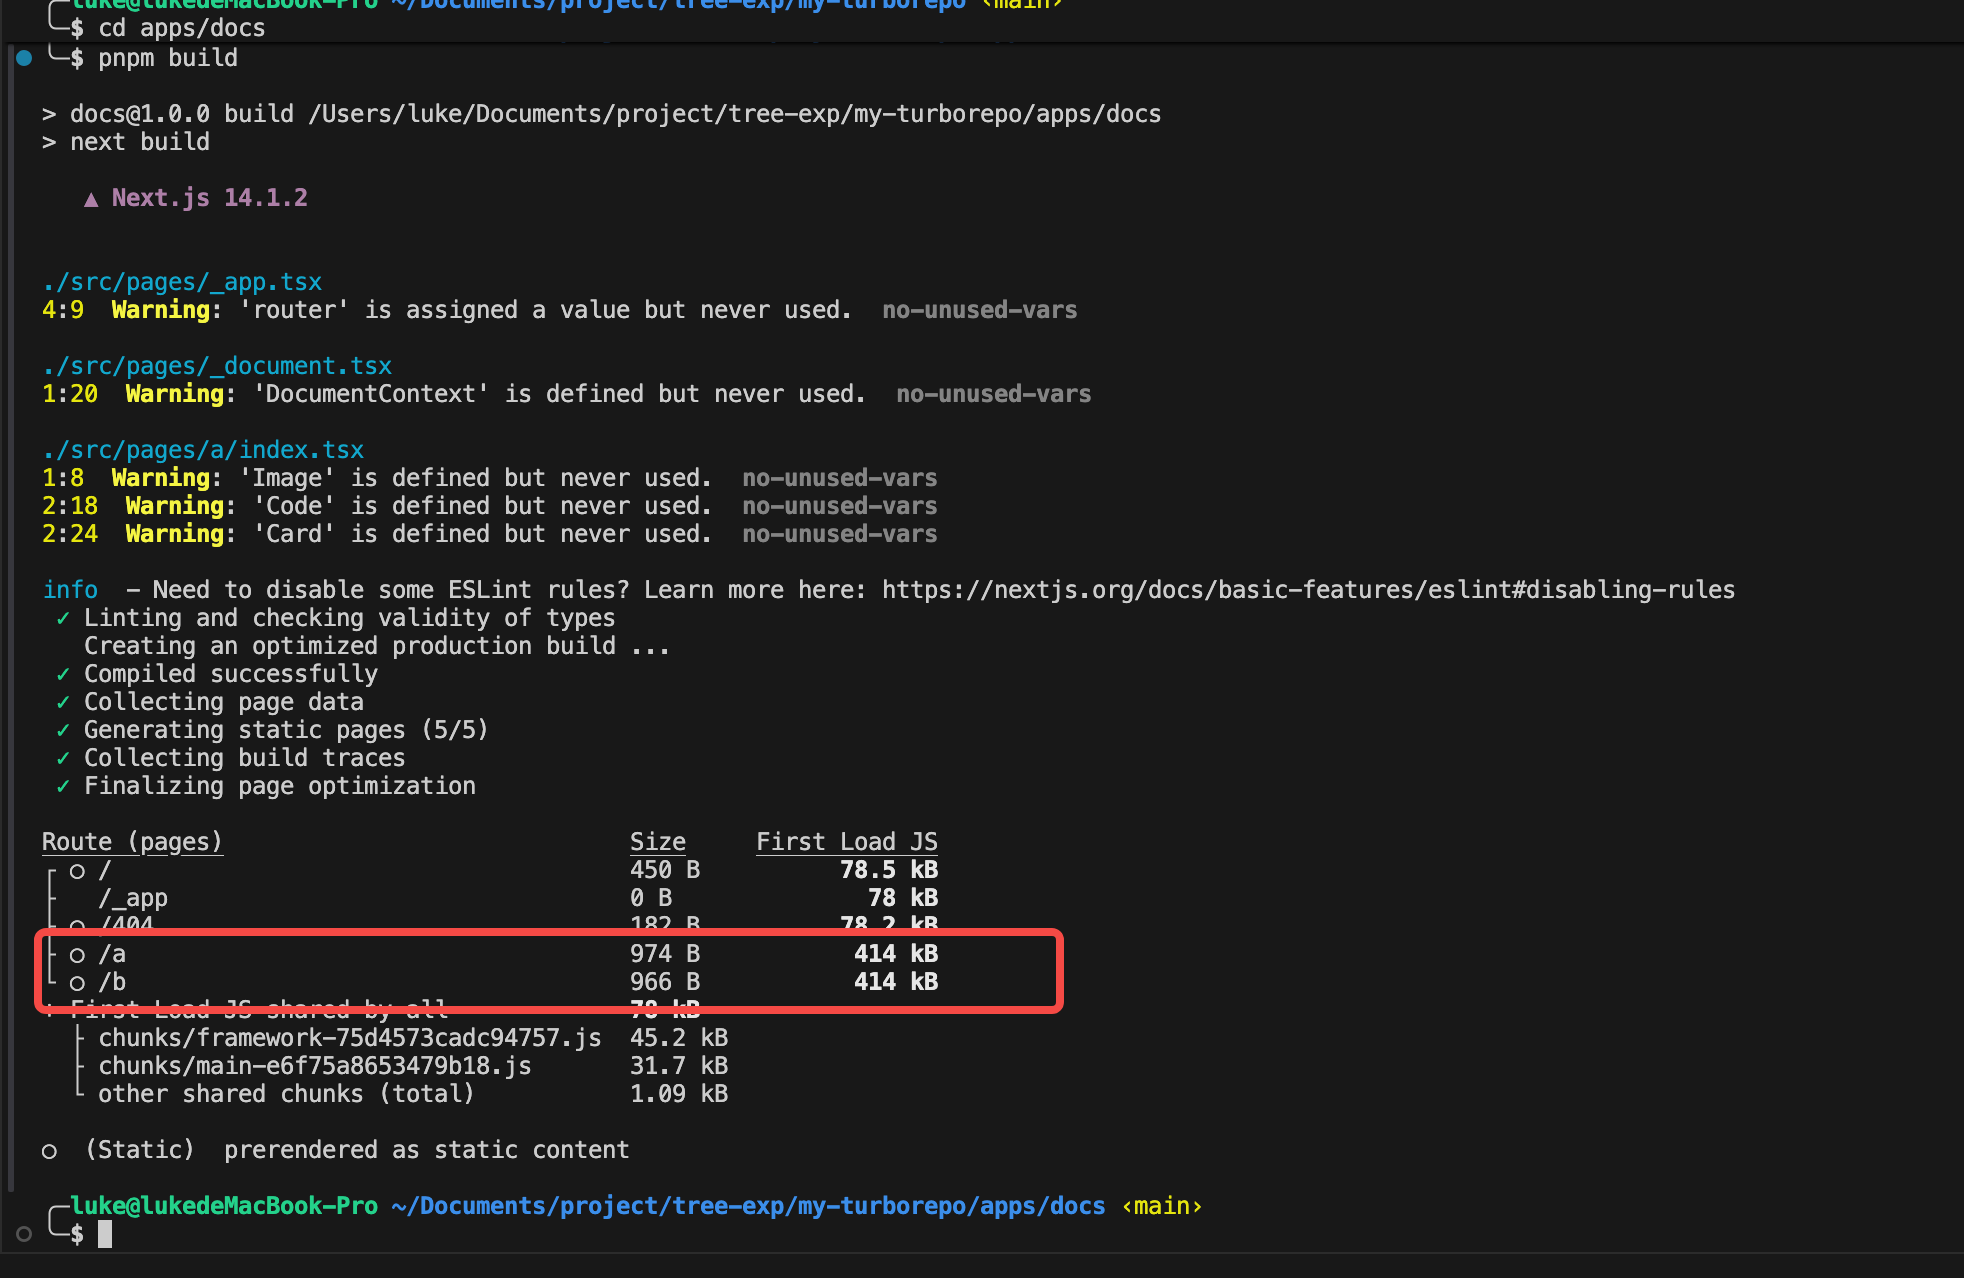 luke@lukedeMacBook-Pro ~/Documents/project/tree-exp/my-turborepo ‹main›
$ cd apps/docs
$ pnpm build
> docs@1.0.0 build /Users/luke/Documents/project/tree-exp/my-turborepo/apps/docs
> next build
▲ Next.js 14.1.2
./src/pages/_app.tsx
4:9  Warning: 'router' is assigned a value but never used.  no-unused-vars
./src/pages/_document.tsx
1:20  Warning: 'DocumentContext' is defined but never used.  no-unused-vars
./src/pages/a/index.tsx
1:8  Warning: 'Image' is defined but never used.  no-unused-vars
2:18  Warning: 'Code' is defined but never used.  no-unused-vars
2:24  Warning: 'Card' is defined but never used.  no-unused-vars
info  - Need to disable some ESLint rules? Learn more here: https://nextjs.org/docs/basic-features/eslint#disabling-rules
✓ Linting and checking validity of types
Creating an optimized production build ...
✓ Compiled successfully
✓ Collecting page data
✓ Generating static pages (5/5)
✓ Collecting build traces
✓ Finalizing page optimization
Route (pages)  Size  First Load JS
┌ ○ /  450 B  78.5 kB
├   /_app  0 B  78 kB
├ ○ /404  182 B  78.2 kB
├ ○ /a  974 B  414 kB
└ ○ /b  966 B  414 kB
+ First Load JS shared by all  78 kB
├ chunks/framework-75d4573cadc94757.js  45.2 kB
├ chunks/main-e6f75a8653479b18.js  31.7 kB
└ other shared chunks (total)  1.09 kB
○  (Static)  prerendered as static content
luke@lukedeMacBook-Pro ~/Documents/project/tree-exp/my-turborepo/apps/docs ‹main›
$